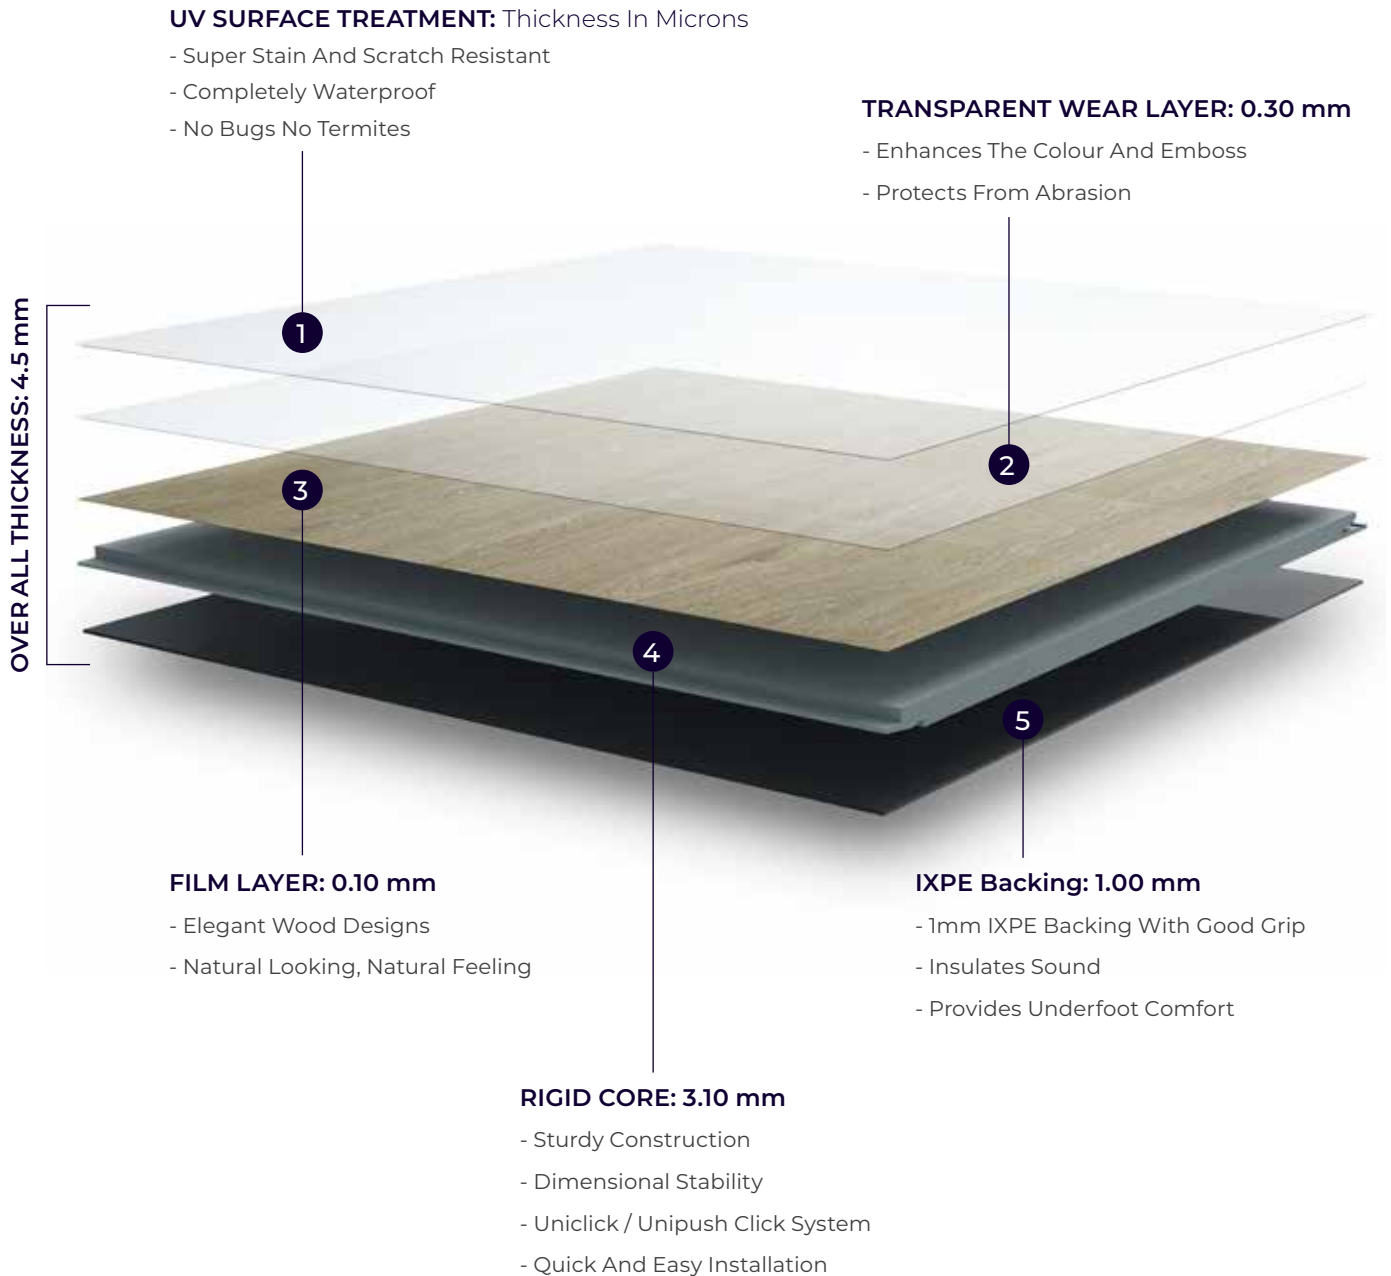 UV SURFACE TREATMENT: Thickness In Microns
- Super Stain And Scratch Resistant
- Completely Waterproof
- No Bugs No Termites
TRANSPARENT WEAR LAYER: 0.30 mm
- Enhances The Colour And Emboss
- Protects From Abrasion
OVERALL THICKNESS: 4.5 mm
1
2
3
4
5
FILM LAYER: 0.10 mm
- Elegant Wood Designs
- Natural Looking, Natural Feeling
IXPE Backing: 1.00 mm
- 1mm IXPE Backing With Good Grip
- Insulates Sound
- Provides Underfoot Comfort
RIGID CORE: 3.10 mm
- Sturdy Construction
- Dimensional Stability
- Uniclick / Unipush Click System
- Quick And Easy Installation